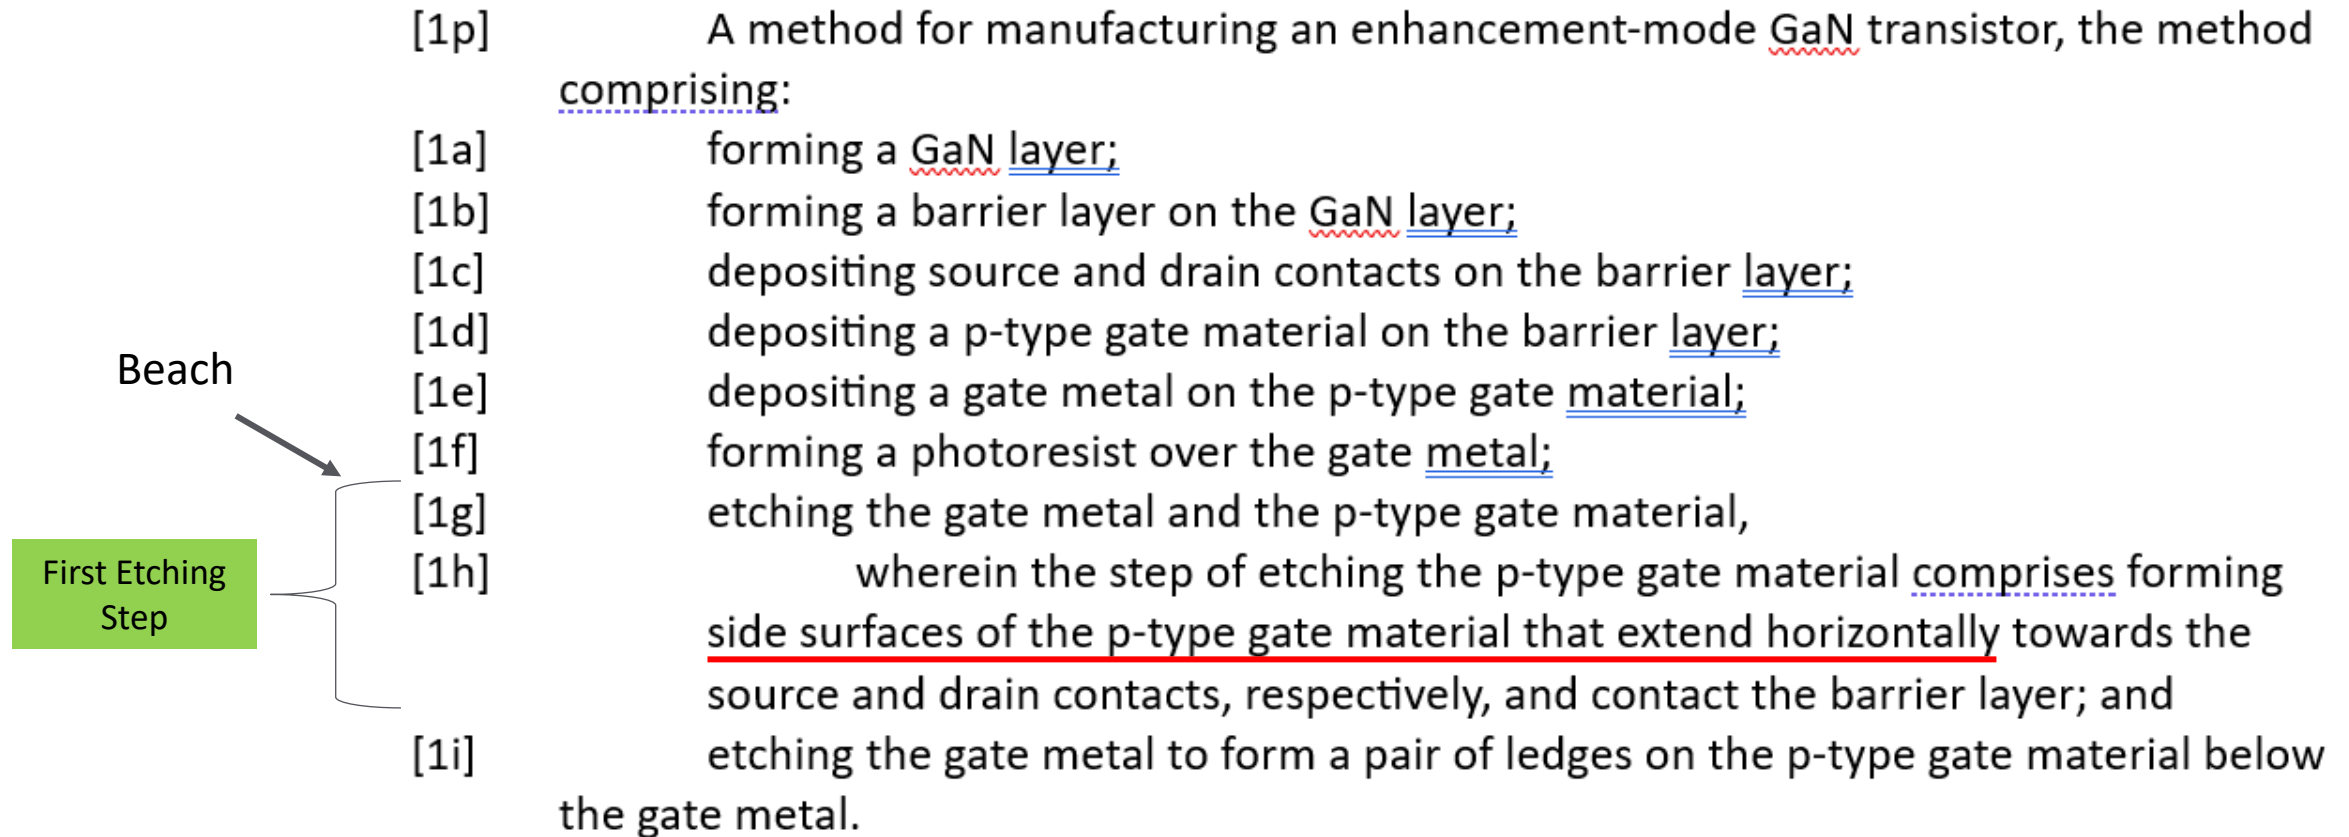 [1p] A method for manufacturing an enhancement-mode GaN transistor, the method
comprising:
[1a] forming a GaN layer;
[1b] forming a barrier layer on the GaN layer;
[1c] depositing source and drain contacts on the barrier layer;
[1d] depositing a p-type gate material on the barrier layer;
Beach
[1e] depositing a gate metal on the p-type gate material;
[1f] forming a photoresist over the gate metal;
[1g] etching the gate metal and the p-type gate material,
First Etching
Step
[1h] wherein the step of etching the p-type gate material comprises forming
side surfaces of the p-type gate material that extend horizontally towards the
source and drain contacts, respectively, and contact the barrier layer; and
[1i] etching the gate metal to form a pair of ledges on the p-type gate material below
the gate metal.